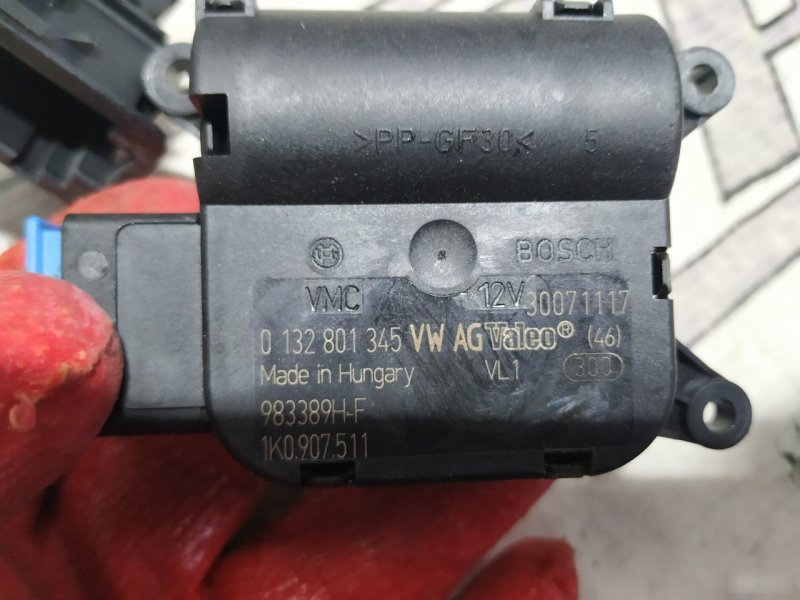 >PP-GF30< 5
BOSCH
VMC 12V 30071117
0 132 801 345 VW AG Valeo® (46)
Made in Hungary VL1 300
983389H-F
1K0.907.511